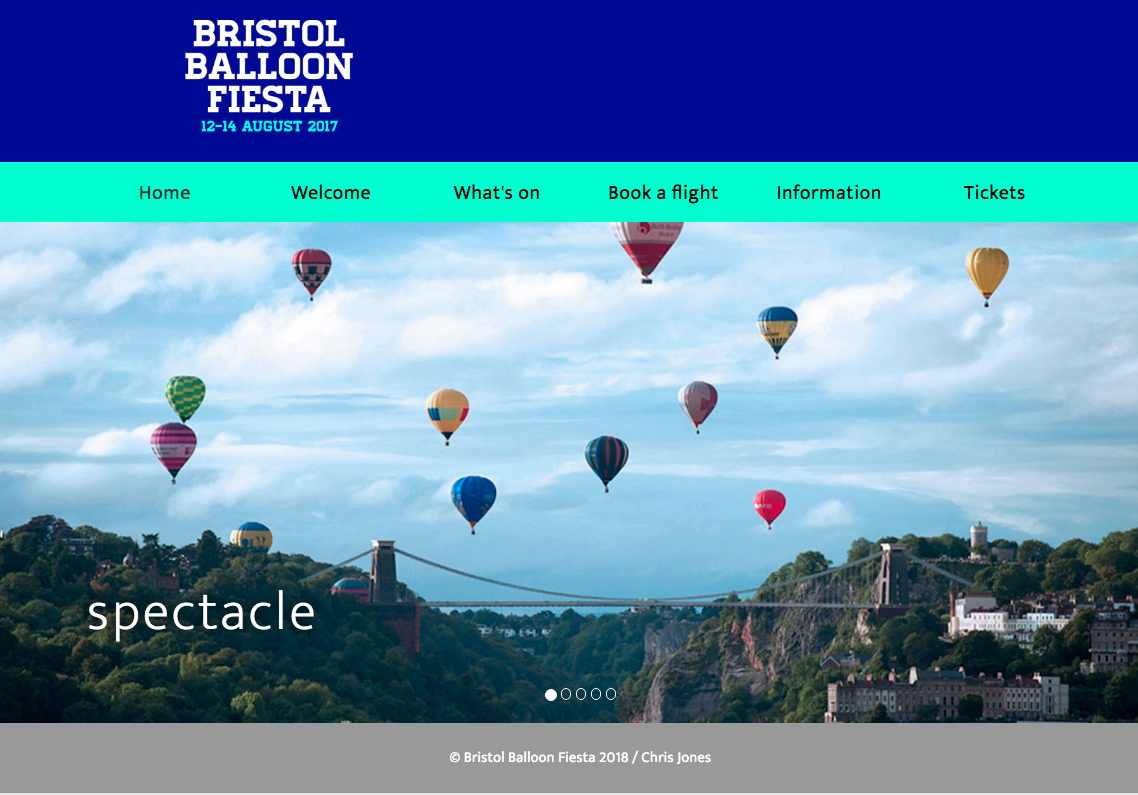 BRISTOL
BALLOON
FIESTA
12-14 AUGUST 2017
Home Welcome What's on Book a flight Information Tickets
spectacle
© Bristol Balloon Fiesta 2018 / Chris Jones